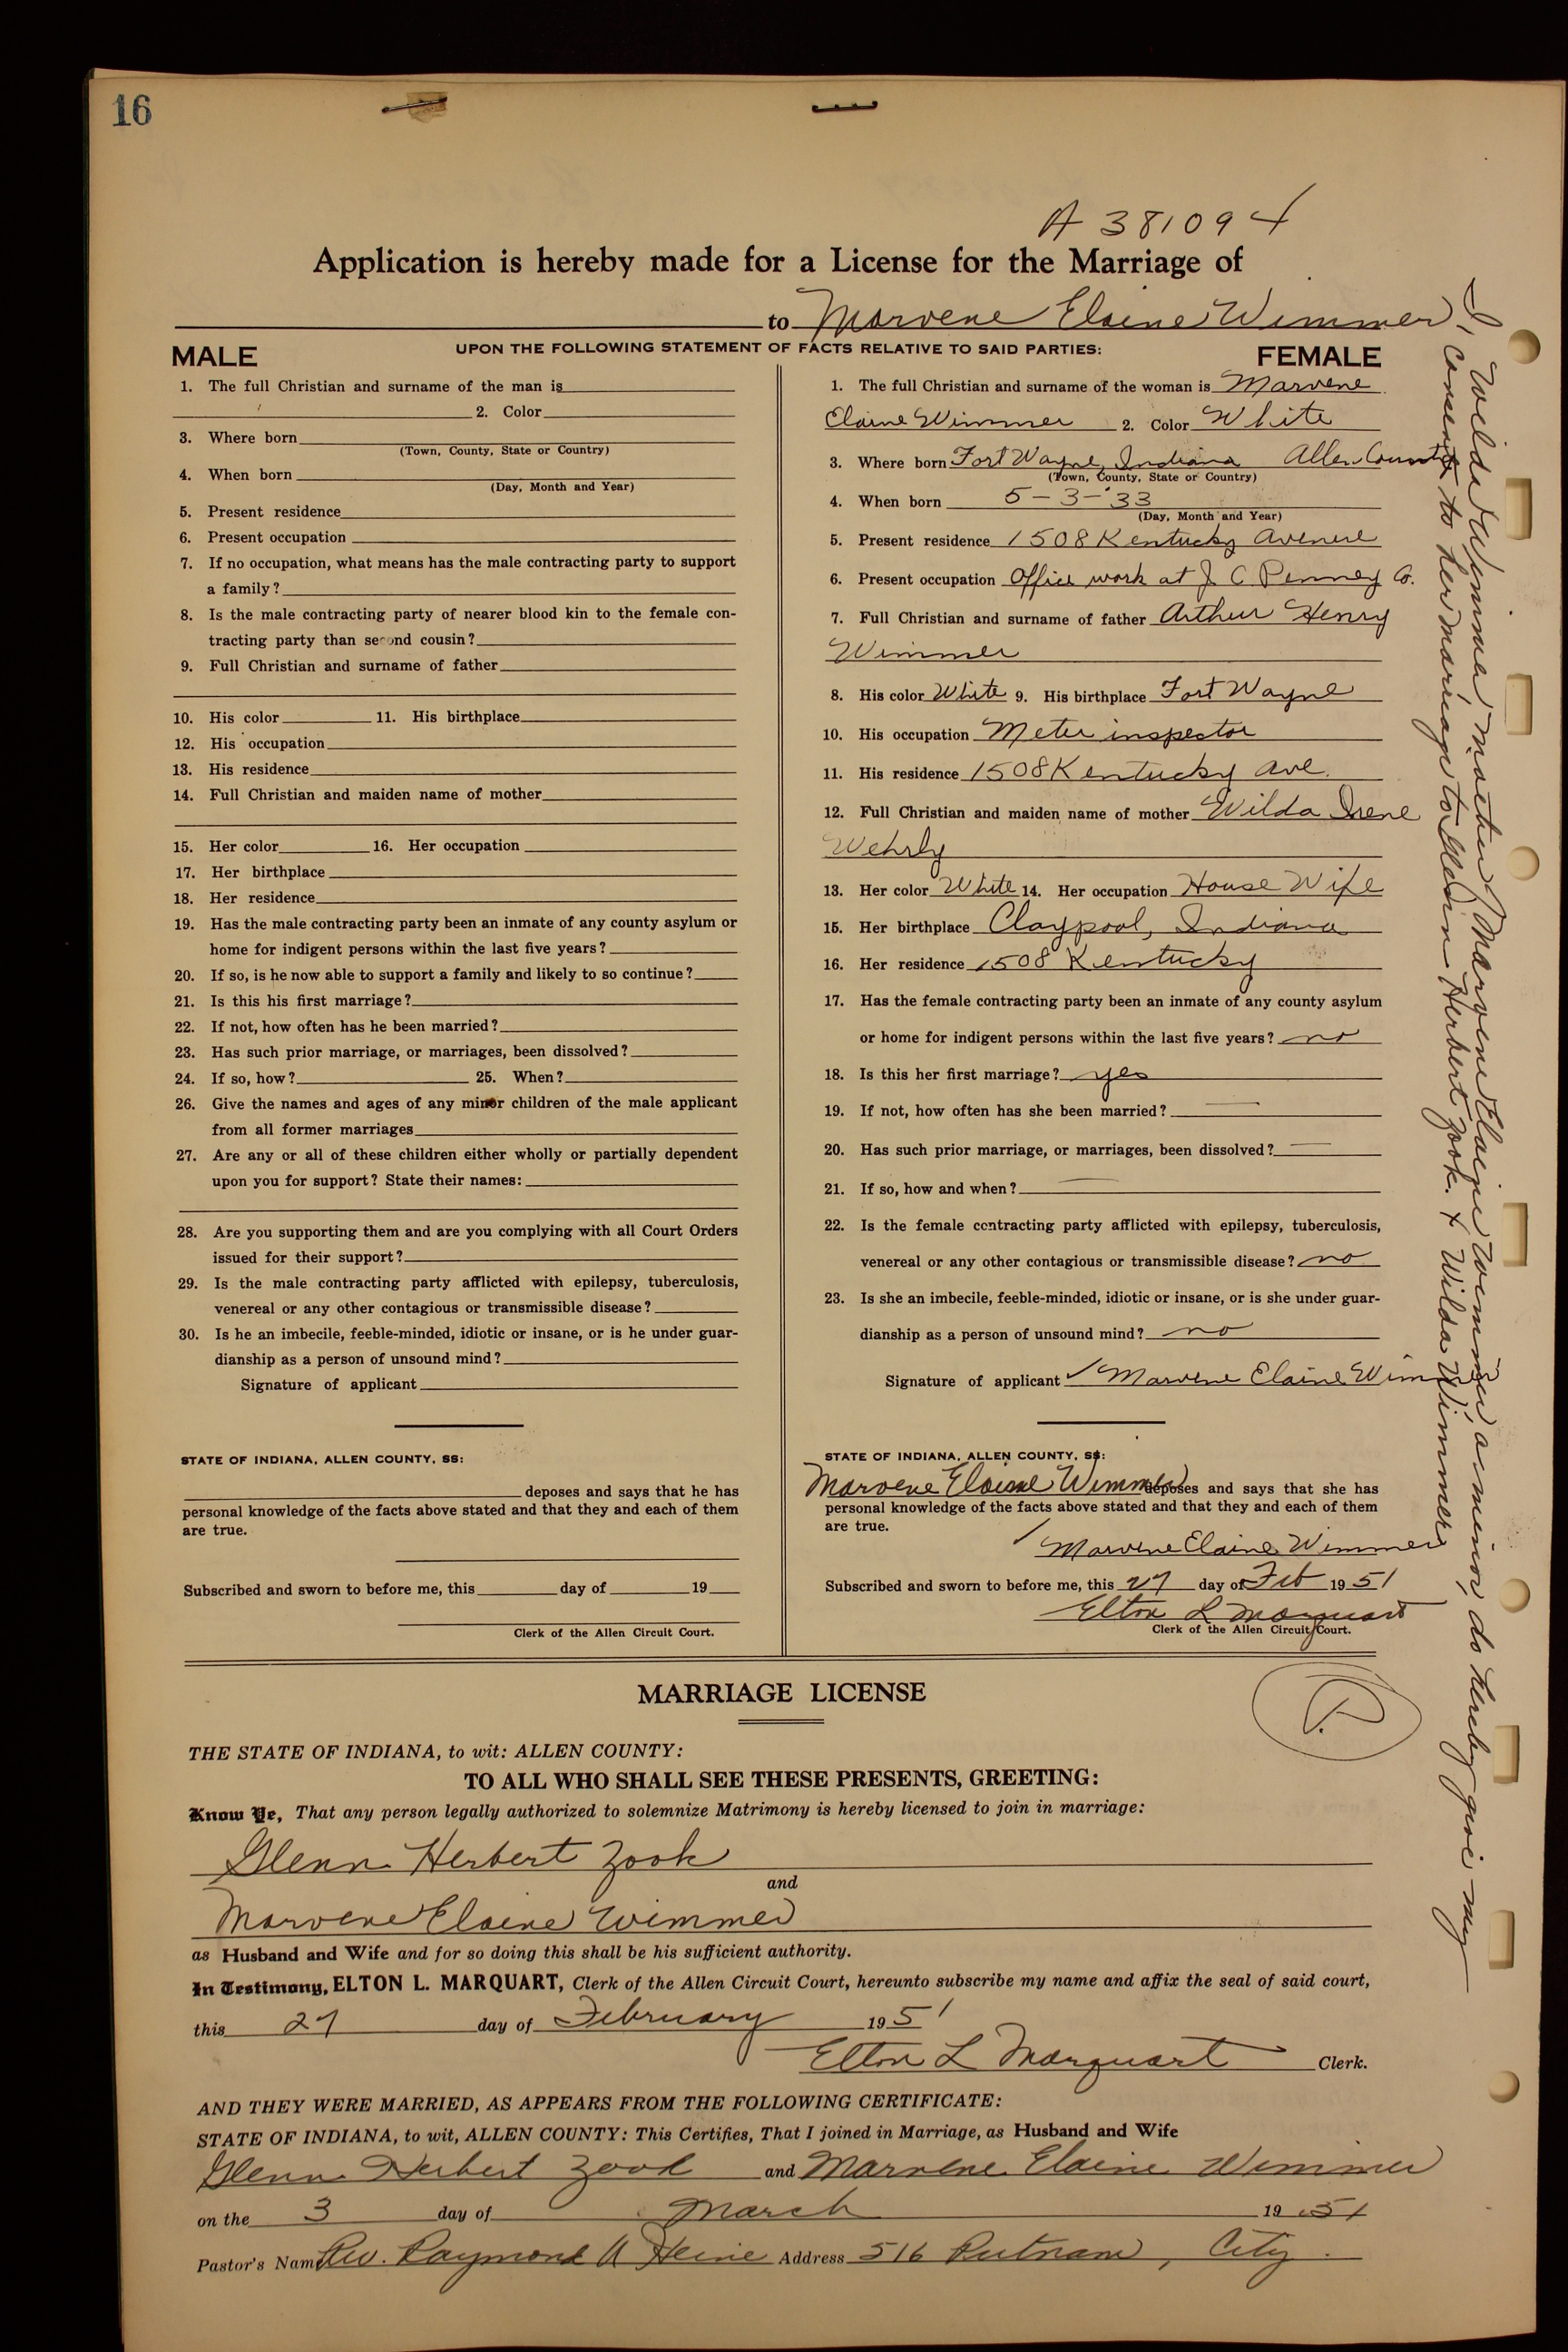 16
A 381094
Application is hereby made for a License for the Marriage of
to Marvene Elaine Wimmer
UPON THE FOLLOWING STATEMENT OF FACTS RELATIVE TO SAID PARTIES:
MALE
1. The full Christian and surname of the man is
2. Color
3. Where born
(Town, County, State or Country)
4. When born
(Day, Month and Year)
5. Present residence
6. Present occupation
7. If no occupation, what means has the male contracting party to support
a family?
8. Is the male contracting party of nearer blood kin to the female con-
tracting party than second cousin?
9. Full Christian and surname of father
10. His color 11. His birthplace
12. His occupation
13. His residence
14. Full Christian and maiden name of mother
15. Her color 16. Her occupation
17. Her birthplace
18. Her residence
19. Has the male contracting party been an inmate of any county asylum or
home for indigent persons within the last five years?
20. If so, is he now able to support a family and likely to so continue?
21. Is this his first marriage?
22. If not, how often has he been married?
23. Has such prior marriage, or marriages, been dissolved?
24. If so, how? 25. When?
26. Give the names and ages of any minor children of the male applicant
from all former marriages
27. Are any or all of these children either wholly or partially dependent
upon you for support? State their names:
28. Are you supporting them and are you complying with all Court Orders
issued for their support?
29. Is the male contracting party afflicted with epilepsy, tuberculosis,
venereal or any other contagious or transmissible disease?
30. Is he an imbecile, feeble-minded, idiotic or insane, or is he under guar-
dianship as a person of unsound mind?
Signature of applicant
STATE OF INDIANA, ALLEN COUNTY, SS:
deposes and says that he has
personal knowledge of the facts above stated and that they and each of them
are true.
Subscribed and sworn to before me, this day of 19
Clerk of the Allen Circuit Court.
FEMALE
1. The full Christian and surname of the woman is Marvene
Elaine Wimmer 2. Color White
3. Where born Fort Wayne, Indiana Allen County
(Town, County, State or Country)
4. When born 5-3-'33
(Day, Month and Year)
5. Present residence 1508 Kentucky Avenue
6. Present occupation Office work at J C Penney Co.
7. Full Christian and surname of father Arthur Henry
Wimmer
8. His color White 9. His birthplace Fort Wayne
10. His occupation Meter inspector
11. His residence 1508 Kentucky Ave.
12. Full Christian and maiden name of mother Wilda Irene
Wehrly
13. Her color White 14. Her occupation House Wife
15. Her birthplace Claypool, Indiana
16. Her residence 1508 Kentucky
17. Has the female contracting party been an inmate of any county asylum
or home for indigent persons within the last five years? no
18. Is this her first marriage? yes
19. If not, how often has she been married? —
20. Has such prior marriage, or marriages, been dissolved? —
21. If so, how and when? —
22. Is the female contracting party afflicted with epilepsy, tuberculosis,
venereal or any other contagious or transmissible disease? no
23. Is she an imbecile, feeble-minded, idiotic or insane, or is she under guar-
dianship as a person of unsound mind? no
Signature of applicant Marvene Elaine Wimmer
STATE OF INDIANA, ALLEN COUNTY, SS:
Marvene Elaine Wimmer deposes and says that she has
personal knowledge of the facts above stated and that they and each of them
are true.
Marvene Elaine Wimmer
Subscribed and sworn to before me, this 27 day of Feb 1951
Elton L Marquart
Clerk of the Allen Circuit Court.
I, Wilda Wimmer, mother of Marvene Elaine Wimmer, a minor, do hereby give my
consent to her marriage to Glenn Herbert Zook. x Wilda Wimmer
MARRIAGE LICENSE
P.
THE STATE OF INDIANA, to wit: ALLEN COUNTY:
TO ALL WHO SHALL SEE THESE PRESENTS, GREETING:
Know Ye, That any person legally authorized to solemnize Matrimony is hereby licensed to join in marriage:
Glenn Herbert Zook
and
Marvene Elaine Wimmer
as Husband and Wife and for so doing this shall be his sufficient authority.
In Testimony, ELTON L. MARQUART, Clerk of the Allen Circuit Court, hereunto subscribe my name and affix the seal of said court,
this 27 day of February 1951
Elton L Marquart Clerk.
AND THEY WERE MARRIED, AS APPEARS FROM THE FOLLOWING CERTIFICATE:
STATE OF INDIANA, to wit, ALLEN COUNTY: This Certifies, That I joined in Marriage, as Husband and Wife
Glenn Herbert Zook and Marvene Elaine Wimmer
on the 3 day of March 19 51
Pastor's Name Rev. Raymond A Heine Address 516 Putnam, City.